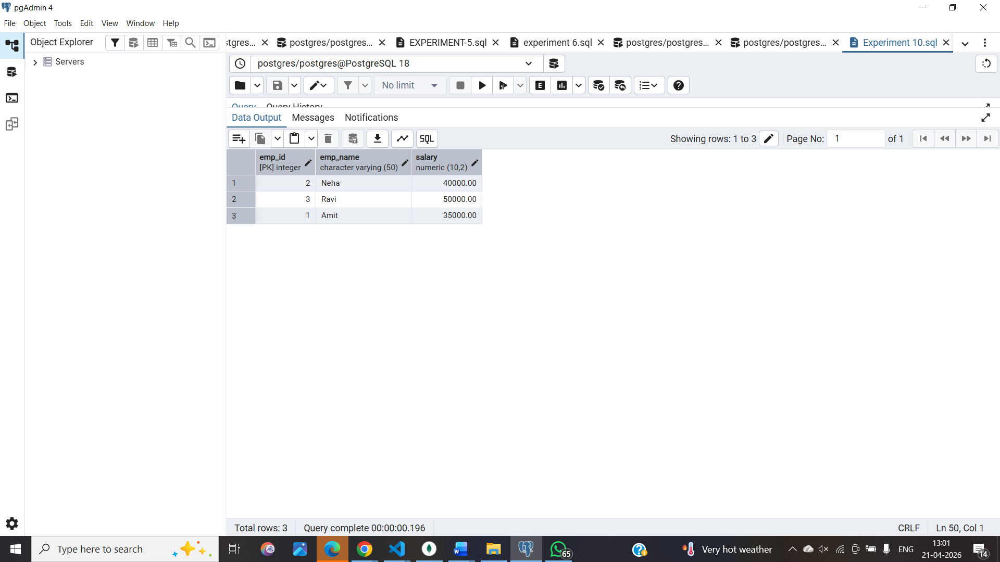 pgAdmin 4
File Object Tools Edit View Window Help
Object Explorer
stgres... postgres/postgres... EXPERIMENT-5.sql experiment 6.sql postgres/postgres... postgres/postgres... Experiment 10.sql
Servers
postgres/postgres@PostgreSQL 18
No limit
E
Query Query History
Data Output Messages Notifications
SQL Showing rows: 1 to 3 Page No: 1 of 1
emp_id emp_name salary
[PK] integer character varying (50) numeric (10,2)
1 2 Neha 40000.00
2 3 Ravi 50000.00
3 1 Amit 35000.00
Total rows: 3 Query complete 00:00:00.196 CRLF Ln 50, Col 1
Type here to search 65 Very hot weather ENG 13:01 14
21-04-2026